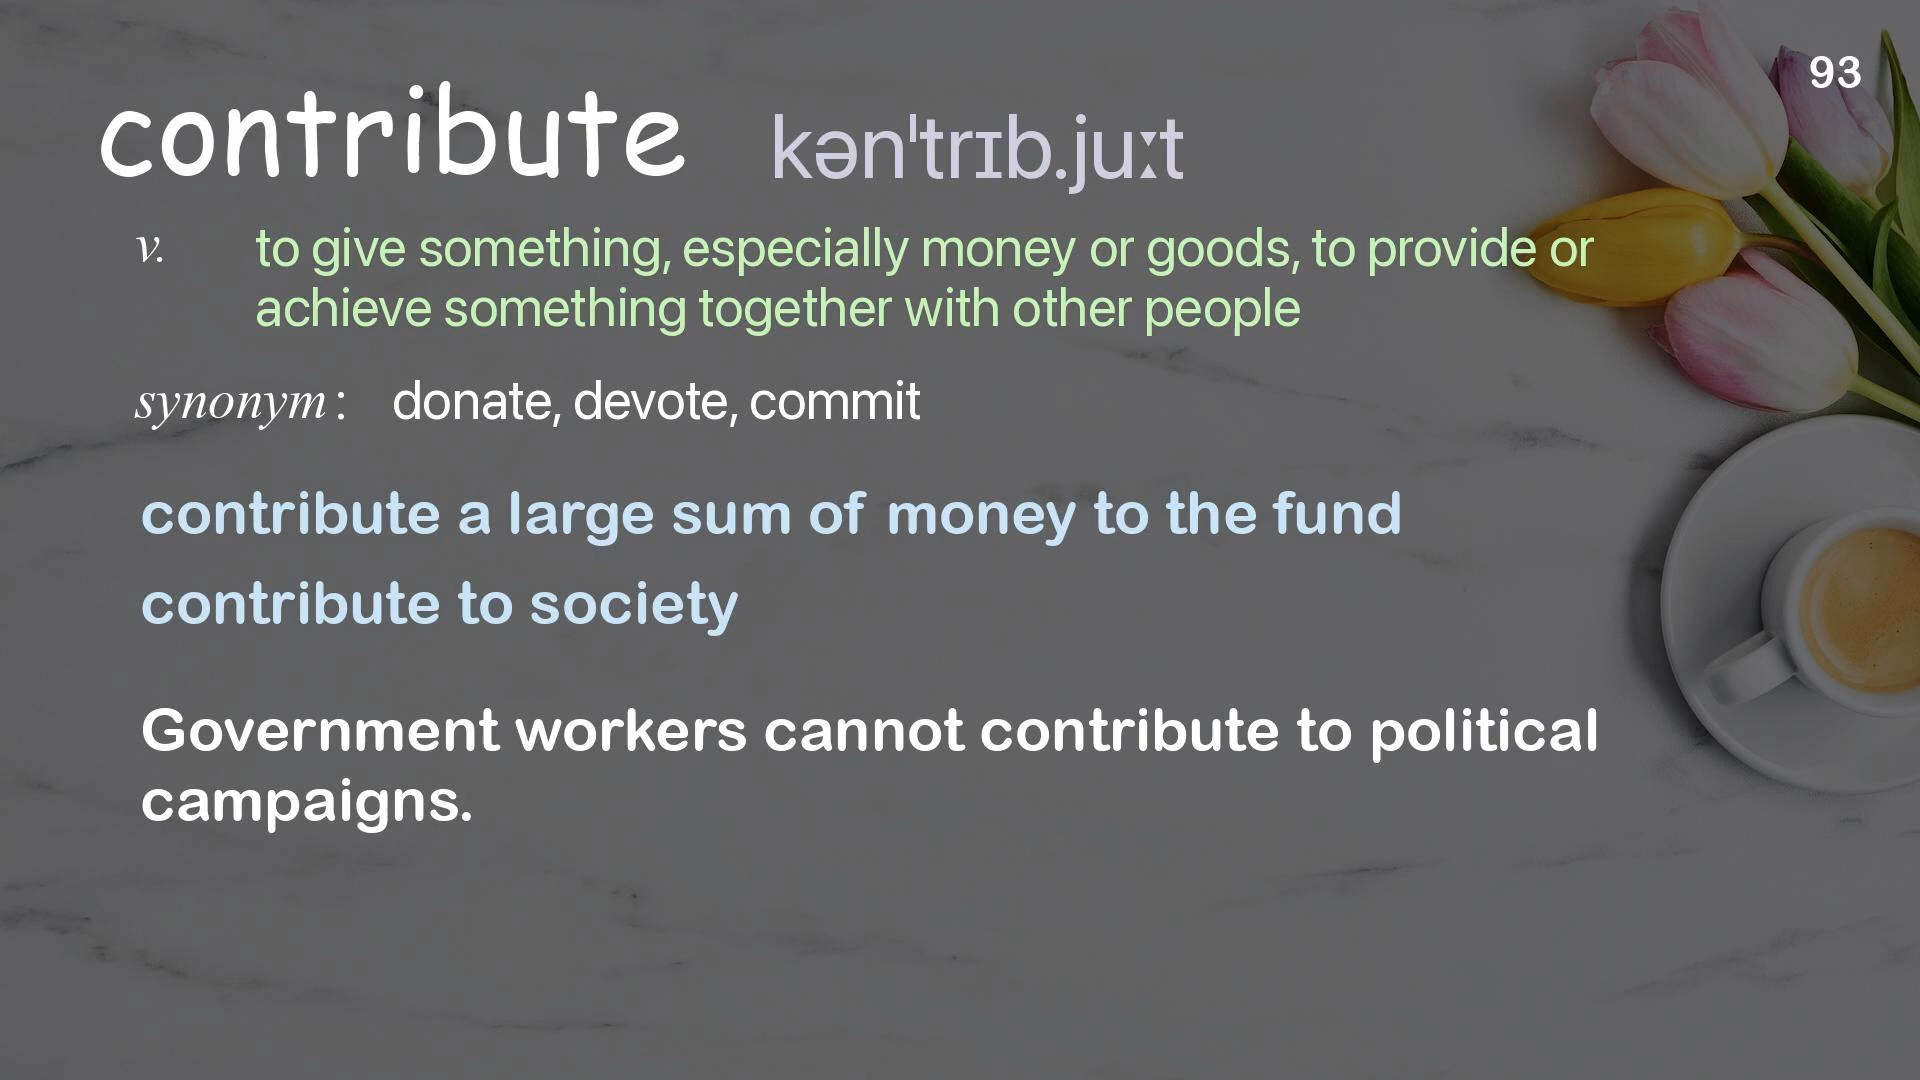 93
contribute kən'trɪb.juːt
v. to give something, especially money or goods, to provide or
achieve something together with other people
synonym : donate, devote, commit
contribute a large sum of money to the fund
contribute to society
Government workers cannot contribute to political
campaigns.